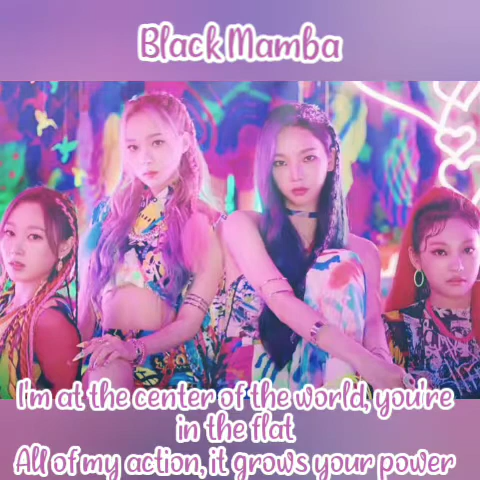 Black Mamba
I'm at the center of the world, you're
in the flat
All of my action, it grows your power